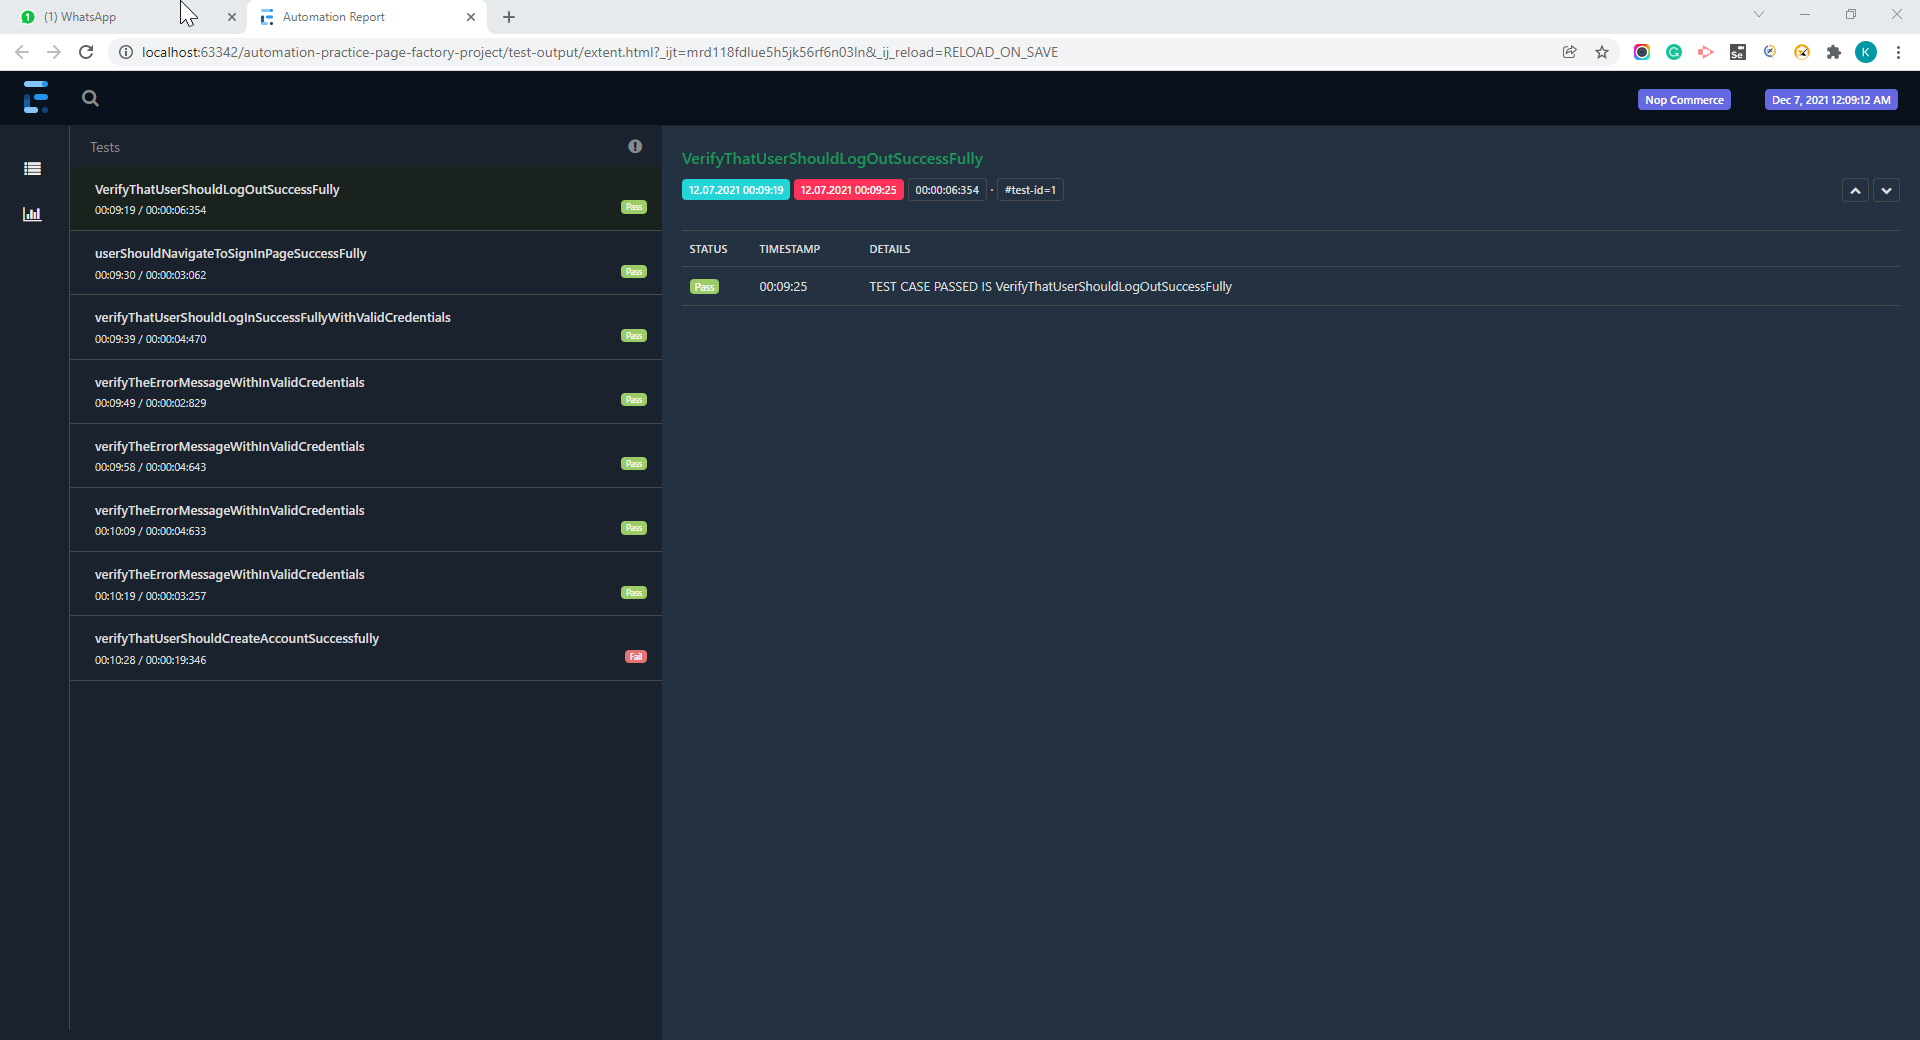 (1) WhatsApp
Automation Report
localhost:63342/automation-practice-page-factory-project/test-output/extent.html?_ijt=mrd118fdlue5h5jk56rf6n03ln&_ij_reload=RELOAD_ON_SAVE
Se
K
Nop Commerce
Dec 7, 2021 12:09:12 AM
Tests
VerifyThatUserShouldLogOutSuccessFully
00:09:19 / 00:00:06:354
Pass
userShouldNavigateToSignInPageSuccessFully
00:09:30 / 00:00:03:062
Pass
verifyThatUserShouldLogInSuccessFullyWithValidCredentials
00:09:39 / 00:00:04:470
Pass
verifyTheErrorMessageWithInValidCredentials
00:09:49 / 00:00:02:829
Pass
verifyTheErrorMessageWithInValidCredentials
00:09:58 / 00:00:04:643
Pass
verifyTheErrorMessageWithInValidCredentials
00:10:09 / 00:00:04:633
Pass
verifyTheErrorMessageWithInValidCredentials
00:10:19 / 00:00:03:257
Pass
verifyThatUserShouldCreateAccountSuccessfully
00:10:28 / 00:00:19:346
Fail
VerifyThatUserShouldLogOutSuccessFully
12.07.2021 00:09:19 12.07.2021 00:09:25 00:00:06:354 · #test-id=1
STATUS TIMESTAMP DETAILS
Pass 00:09:25 TEST CASE PASSED IS VerifyThatUserShouldLogOutSuccessFully